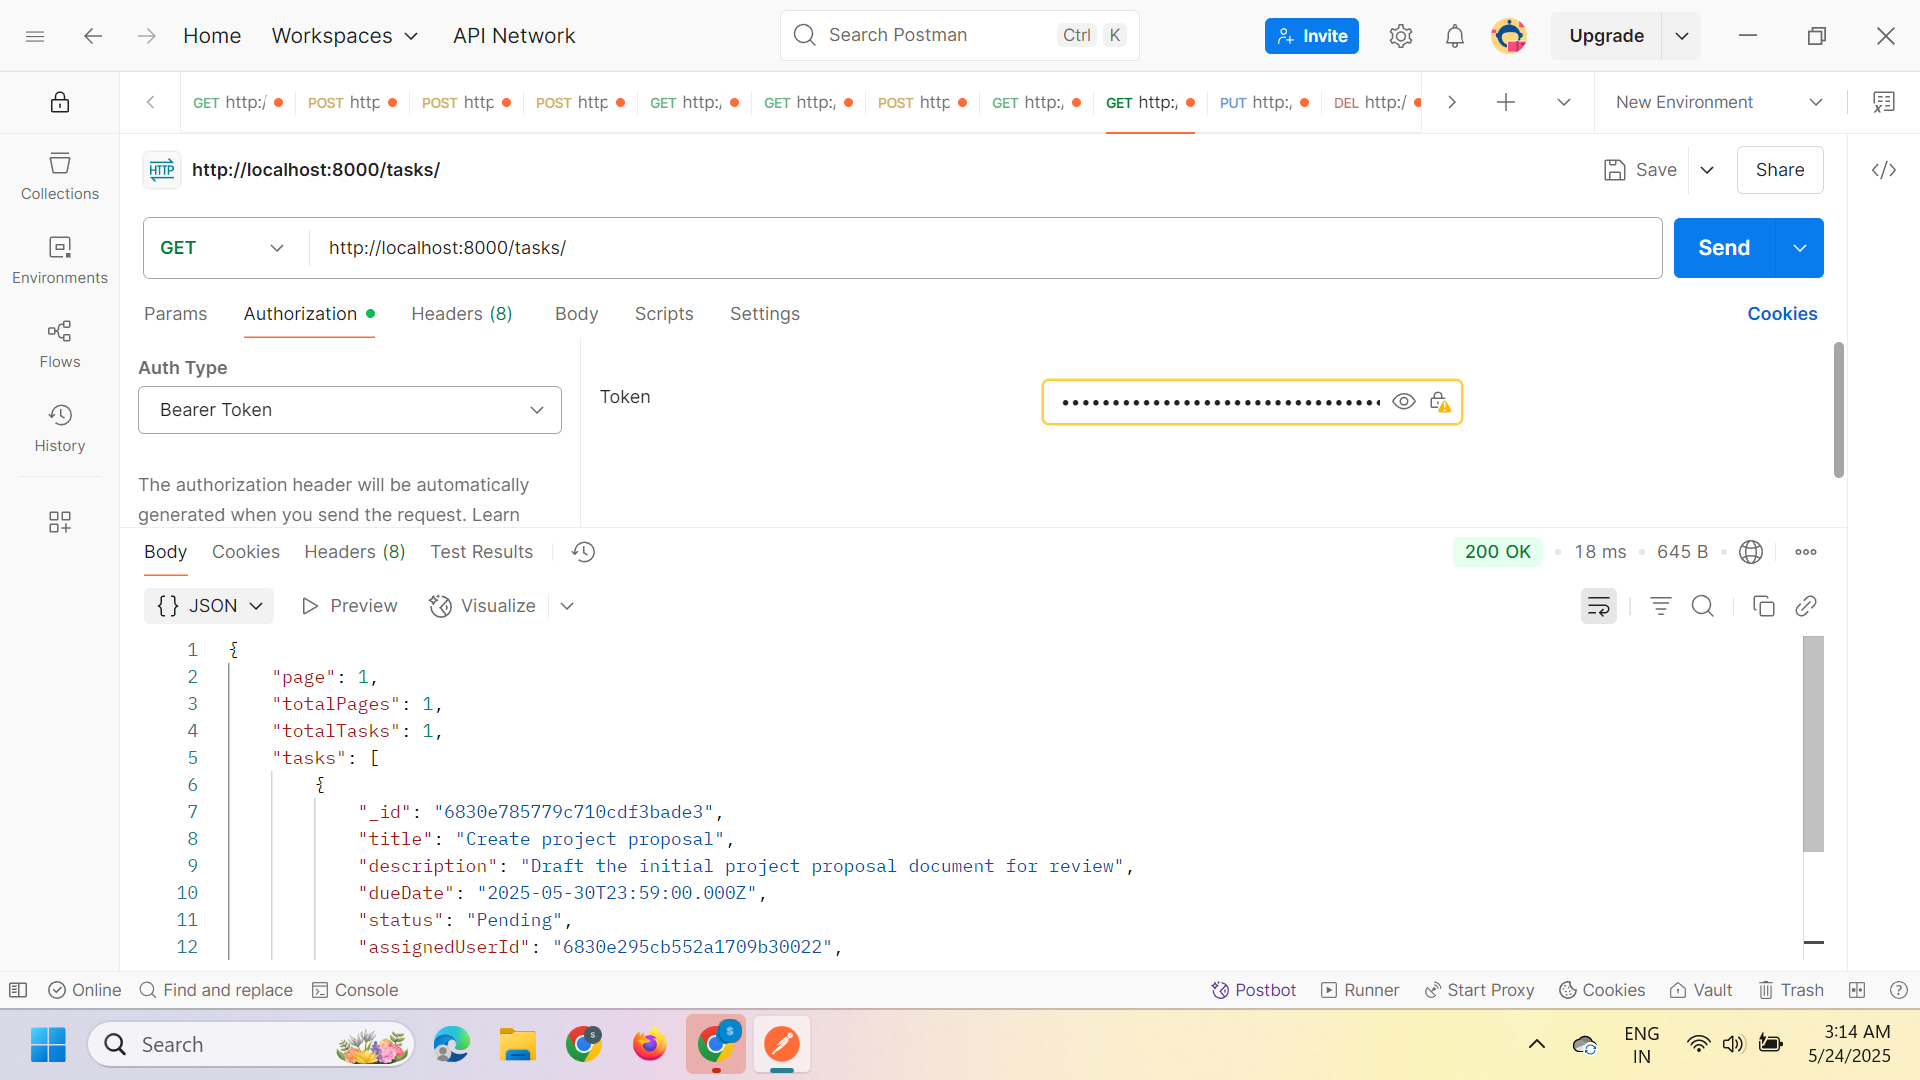 Home
Workspaces
API Network
Search Postman
Ctrl
K
Invite
Upgrade
GET http:/
POST http
POST http
POST http
GET http:/
GET http:/
POST http
GET http:/
GET http:/
PUT http:/
DEL http:/
New Environment
HTTP
http://localhost:8000/tasks/
Save
Share
Collections
Environments
Flows
History
GET
http://localhost:8000/tasks/
Send
Params
Authorization
Headers (8)
Body
Scripts
Settings
Cookies
Auth Type
Bearer Token
The authorization header will be automatically
generated when you send the request. Learn
Token
Body
Cookies
Headers (8)
Test Results
200 OK
18 ms
645 B
{} JSON
Preview
Visualize
1 {
2 "page": 1,
3 "totalPages": 1,
4 "totalTasks": 1,
5 "tasks": [
6 {
7 "_id": "6830e785779c710cdf3bade3",
8 "title": "Create project proposal",
9 "description": "Draft the initial project proposal document for review",
10 "dueDate": "2025-05-30T23:59:00.000Z",
11 "status": "Pending",
12 "assignedUserId": "6830e295cb552a1709b30022",
Online
Find and replace
Console
Postbot
Runner
Start Proxy
Cookies
Vault
Trash
Search
S
$
ENG
IN
3:14 AM
5/24/2025